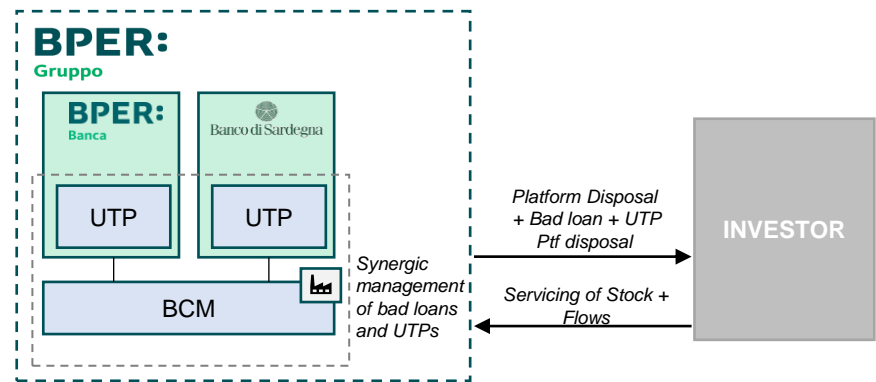 BPER:
Gruppo
BPER:
Banca
Banco di Sardegna
UTP
UTP
BCM
Synergic
management
of bad loans
and UTPs
Platform Disposal
+ Bad loan + UTP
Ptf disposal
Servicing of Stock +
Flows
INVESTOR